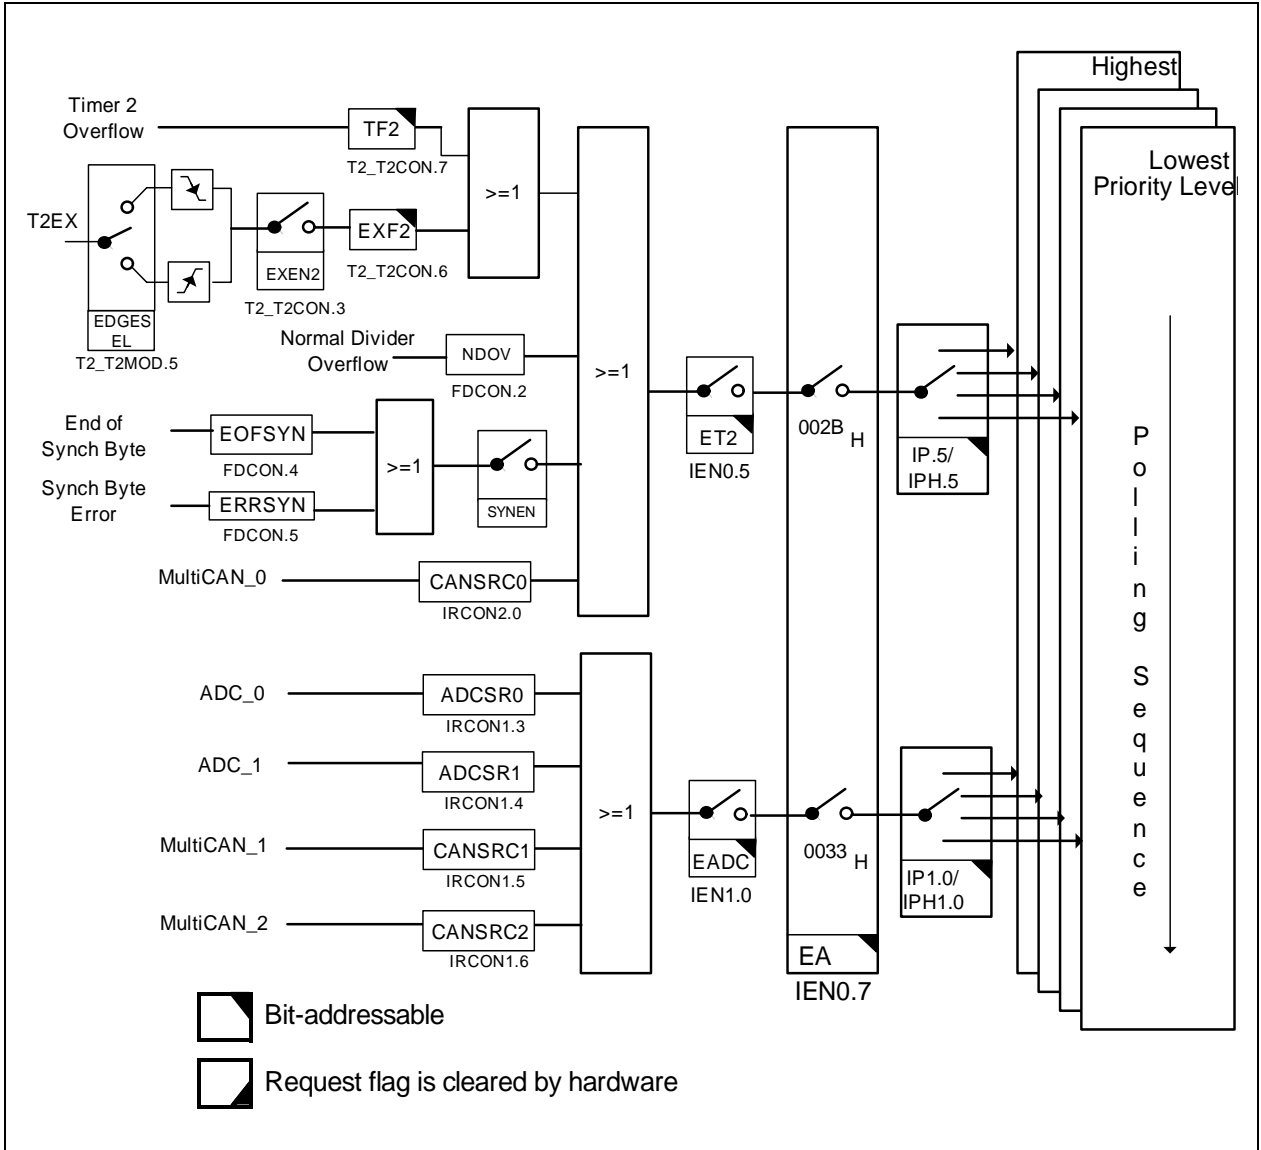 Highest
Lowest
Priority Level
Timer 2
Overflow
TF2
T2_T2CON.7
>=1
T2EX
EDGES
EL
T2_T2MOD.5
EXEN2
T2_T2CON.3
EXF2
T2_T2CON.6
Normal Divider
Overflow
NDOV
FDCON.2
>=1
End of
Synch Byte
EOFSYN
FDCON.4
Synch Byte
Error
ERRSYN
FDCON.5
>=1
SYNEN
MultiCAN_0
CANSRC0
IRCON2.0
ET2
IEN0.5
002B H
IP.5/
IPH.5
ADC_0
ADCSR0
IRCON1.3
ADC_1
ADCSR1
IRCON1.4
MultiCAN_1
CANSRC1
IRCON1.5
MultiCAN_2
CANSRC2
IRCON1.6
>=1
EADC
IEN1.0
0033 H
IP1.0/
IPH1.0
EA
IEN0.7
Polling Sequence
Bit-addressable
Request flag is cleared by hardware